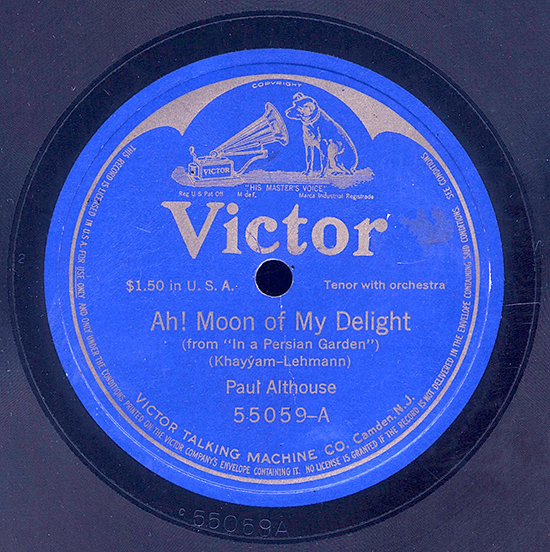 COPYRIGHT
VICTOR
"HIS MASTER'S VOICE"
Reg U S Pat Off M de F. Marca Industrial Registrada
Victor
$1.50 in U. S. A. Tenor with orchestra
Ah! Moon of My Delight
(from "In a Persian Garden")
(Khayýam-Lehmann)
Paul Althouse
55059-A
VICTOR TALKING MACHINE CO. Camden, N.J.
THIS RECORD IS LICENSED IN U.S.A. FOR USE ONLY AND ONLY UNDER THE CONDITIONS PRINTED ON THE VICTOR COMPANY'S ENVELOPE CONTAINING IT. NO LICENSE IS GRANTED IF THE RECORD IS NOT DELIVERED IN THE ENVELOPE CONTAINING SAID CONDITIONS. SEE CONDITIONS
2
S
c 55059A